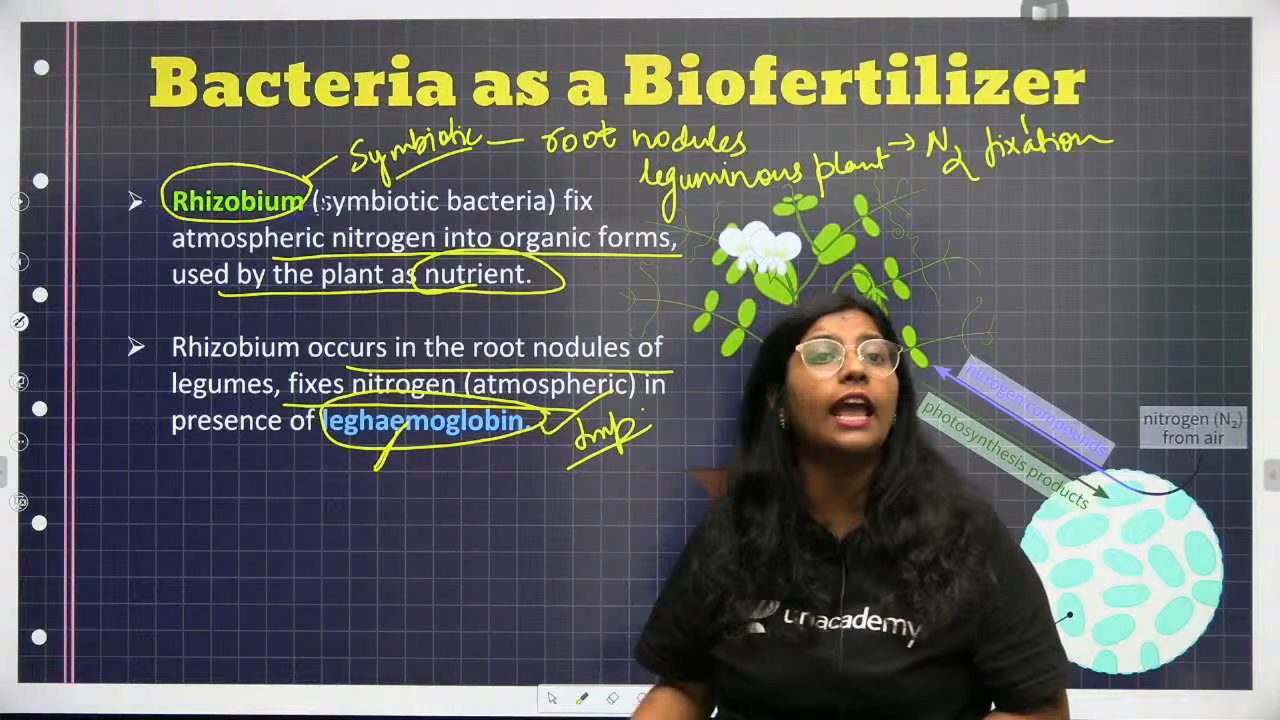 Bacteria as a Biofertilizer
Symbiotic — root nodules
leguminous plant → N2 fixation
➤ Rhizobium (symbiotic bacteria) fix
atmospheric nitrogen into organic forms,
used by the plant as nutrient.
➤ Rhizobium occurs in the root nodules of
legumes, fixes nitrogen (atmospheric) in
presence of leghaemoglobin.
Imp
nitrogen compounds
photosynthesis products
nitrogen (N₂)
from air
unacademy